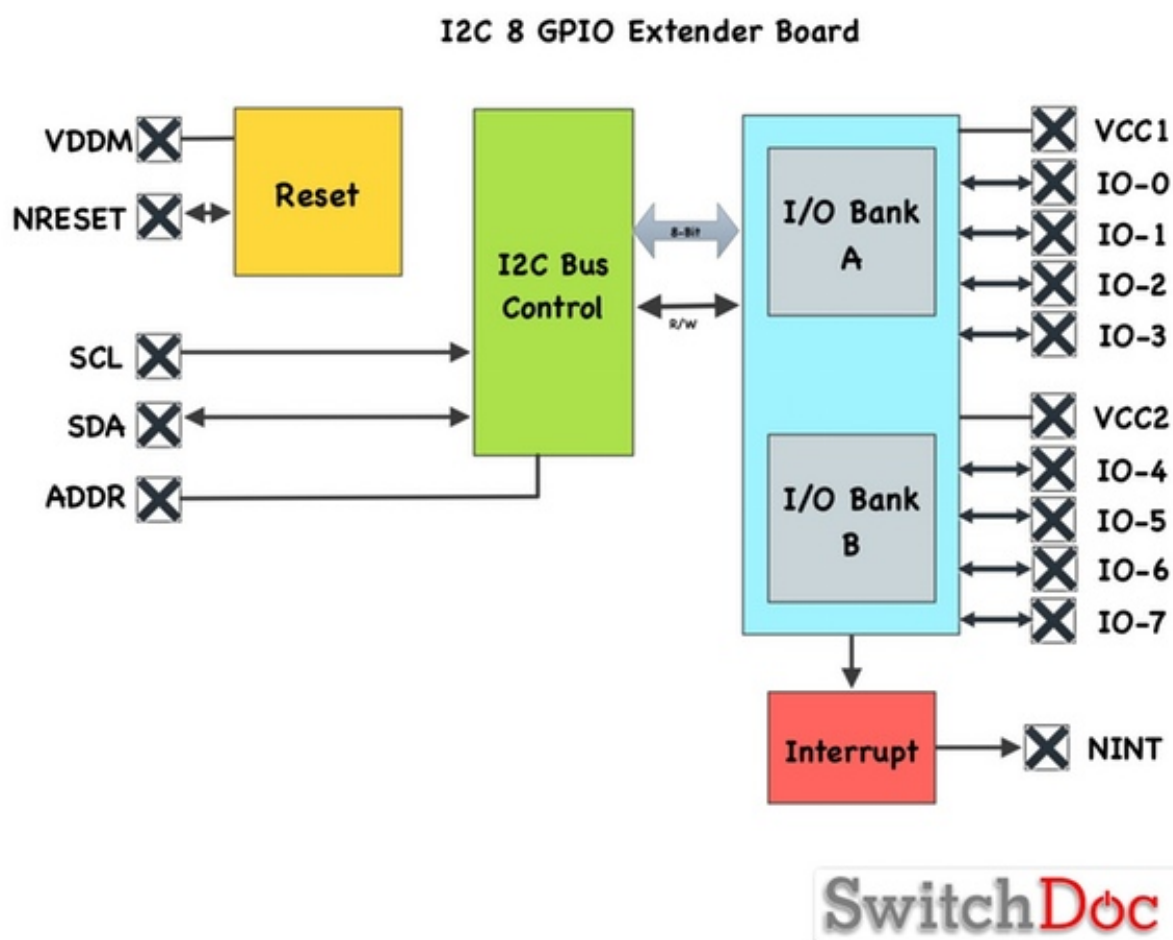 I2C 8 GPIO Extender Board
VDDM
NRESET
Reset
SCL
SDA
ADDR
I2C Bus
Control
8-Bit
R/W
I/O Bank
A
I/O Bank
B
VCC1
IO-0
IO-1
IO-2
IO-3
VCC2
IO-4
IO-5
IO-6
IO-7
Interrupt
NINT
SwitchDoc